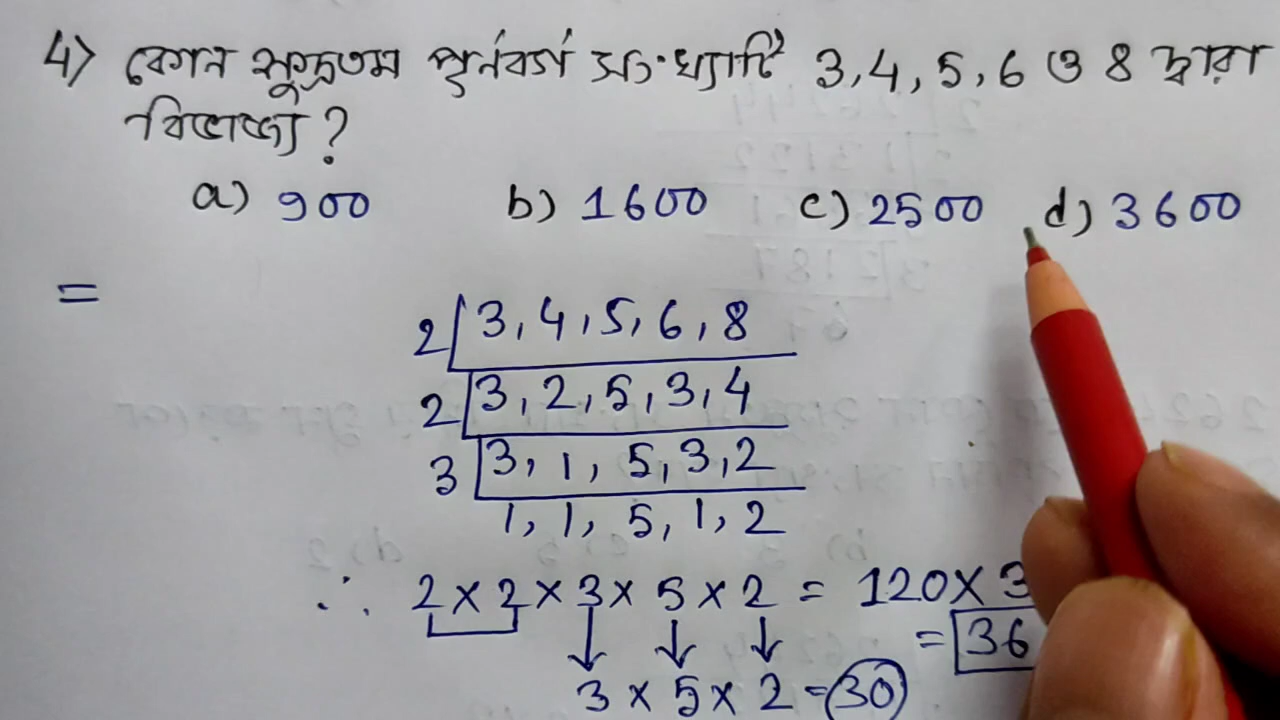 4) কোন ক্ষুদ্রতম পূর্নবর্গ সংখ্যাটি 3, 4, 5, 6 ও 8 দ্বারা
বিভাজ্য ?
a) 900 b) 1600 c) 2500 d) 3600
=
2 3, 4, 5, 6, 8
2 3, 2, 5, 3, 4
3 3, 1, 5, 3, 2
1, 1, 5, 1, 2
∴ 2 × 2 × 3 × 5 × 2 = 120 × 3
= 36
3 × 5 × 2 = 30